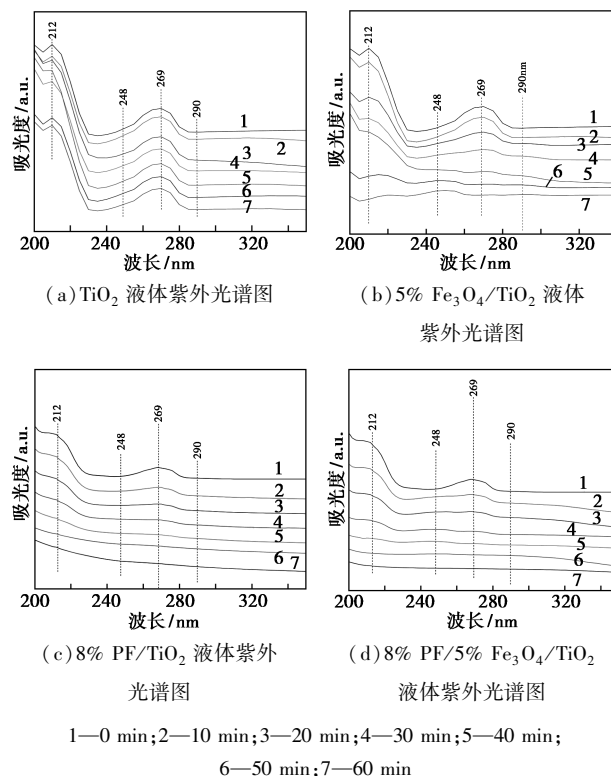 212
248
269
290
吸光度/a.u.
1
2
3
4
5
6
7
200 240 280 320
波长/nm
(a)TiO₂ 液体紫外光谱图
212
248
269
290nm
吸光度/a.u.
1
2
3
4
5
6
7
200 240 280 320
波长/nm
(b)5% Fe₃O₄/TiO₂ 液体
紫外光谱图
212
248
269
290
吸光度/a.u.
1
2
3
4
5
6 7
200 240 280 320
波长/nm
(c)8% PF/TiO₂ 液体紫外
光谱图
212
248
269
290
吸光度/a.u.
1
2
3
4
5
6
7
200 240 280 320
波长/nm
(d)8% PF/5% Fe₃O₄/TiO₂
液体紫外光谱图
1—0 min;2—10 min;3—20 min;4—30 min;5—40 min;
6—50 min;7—60 min